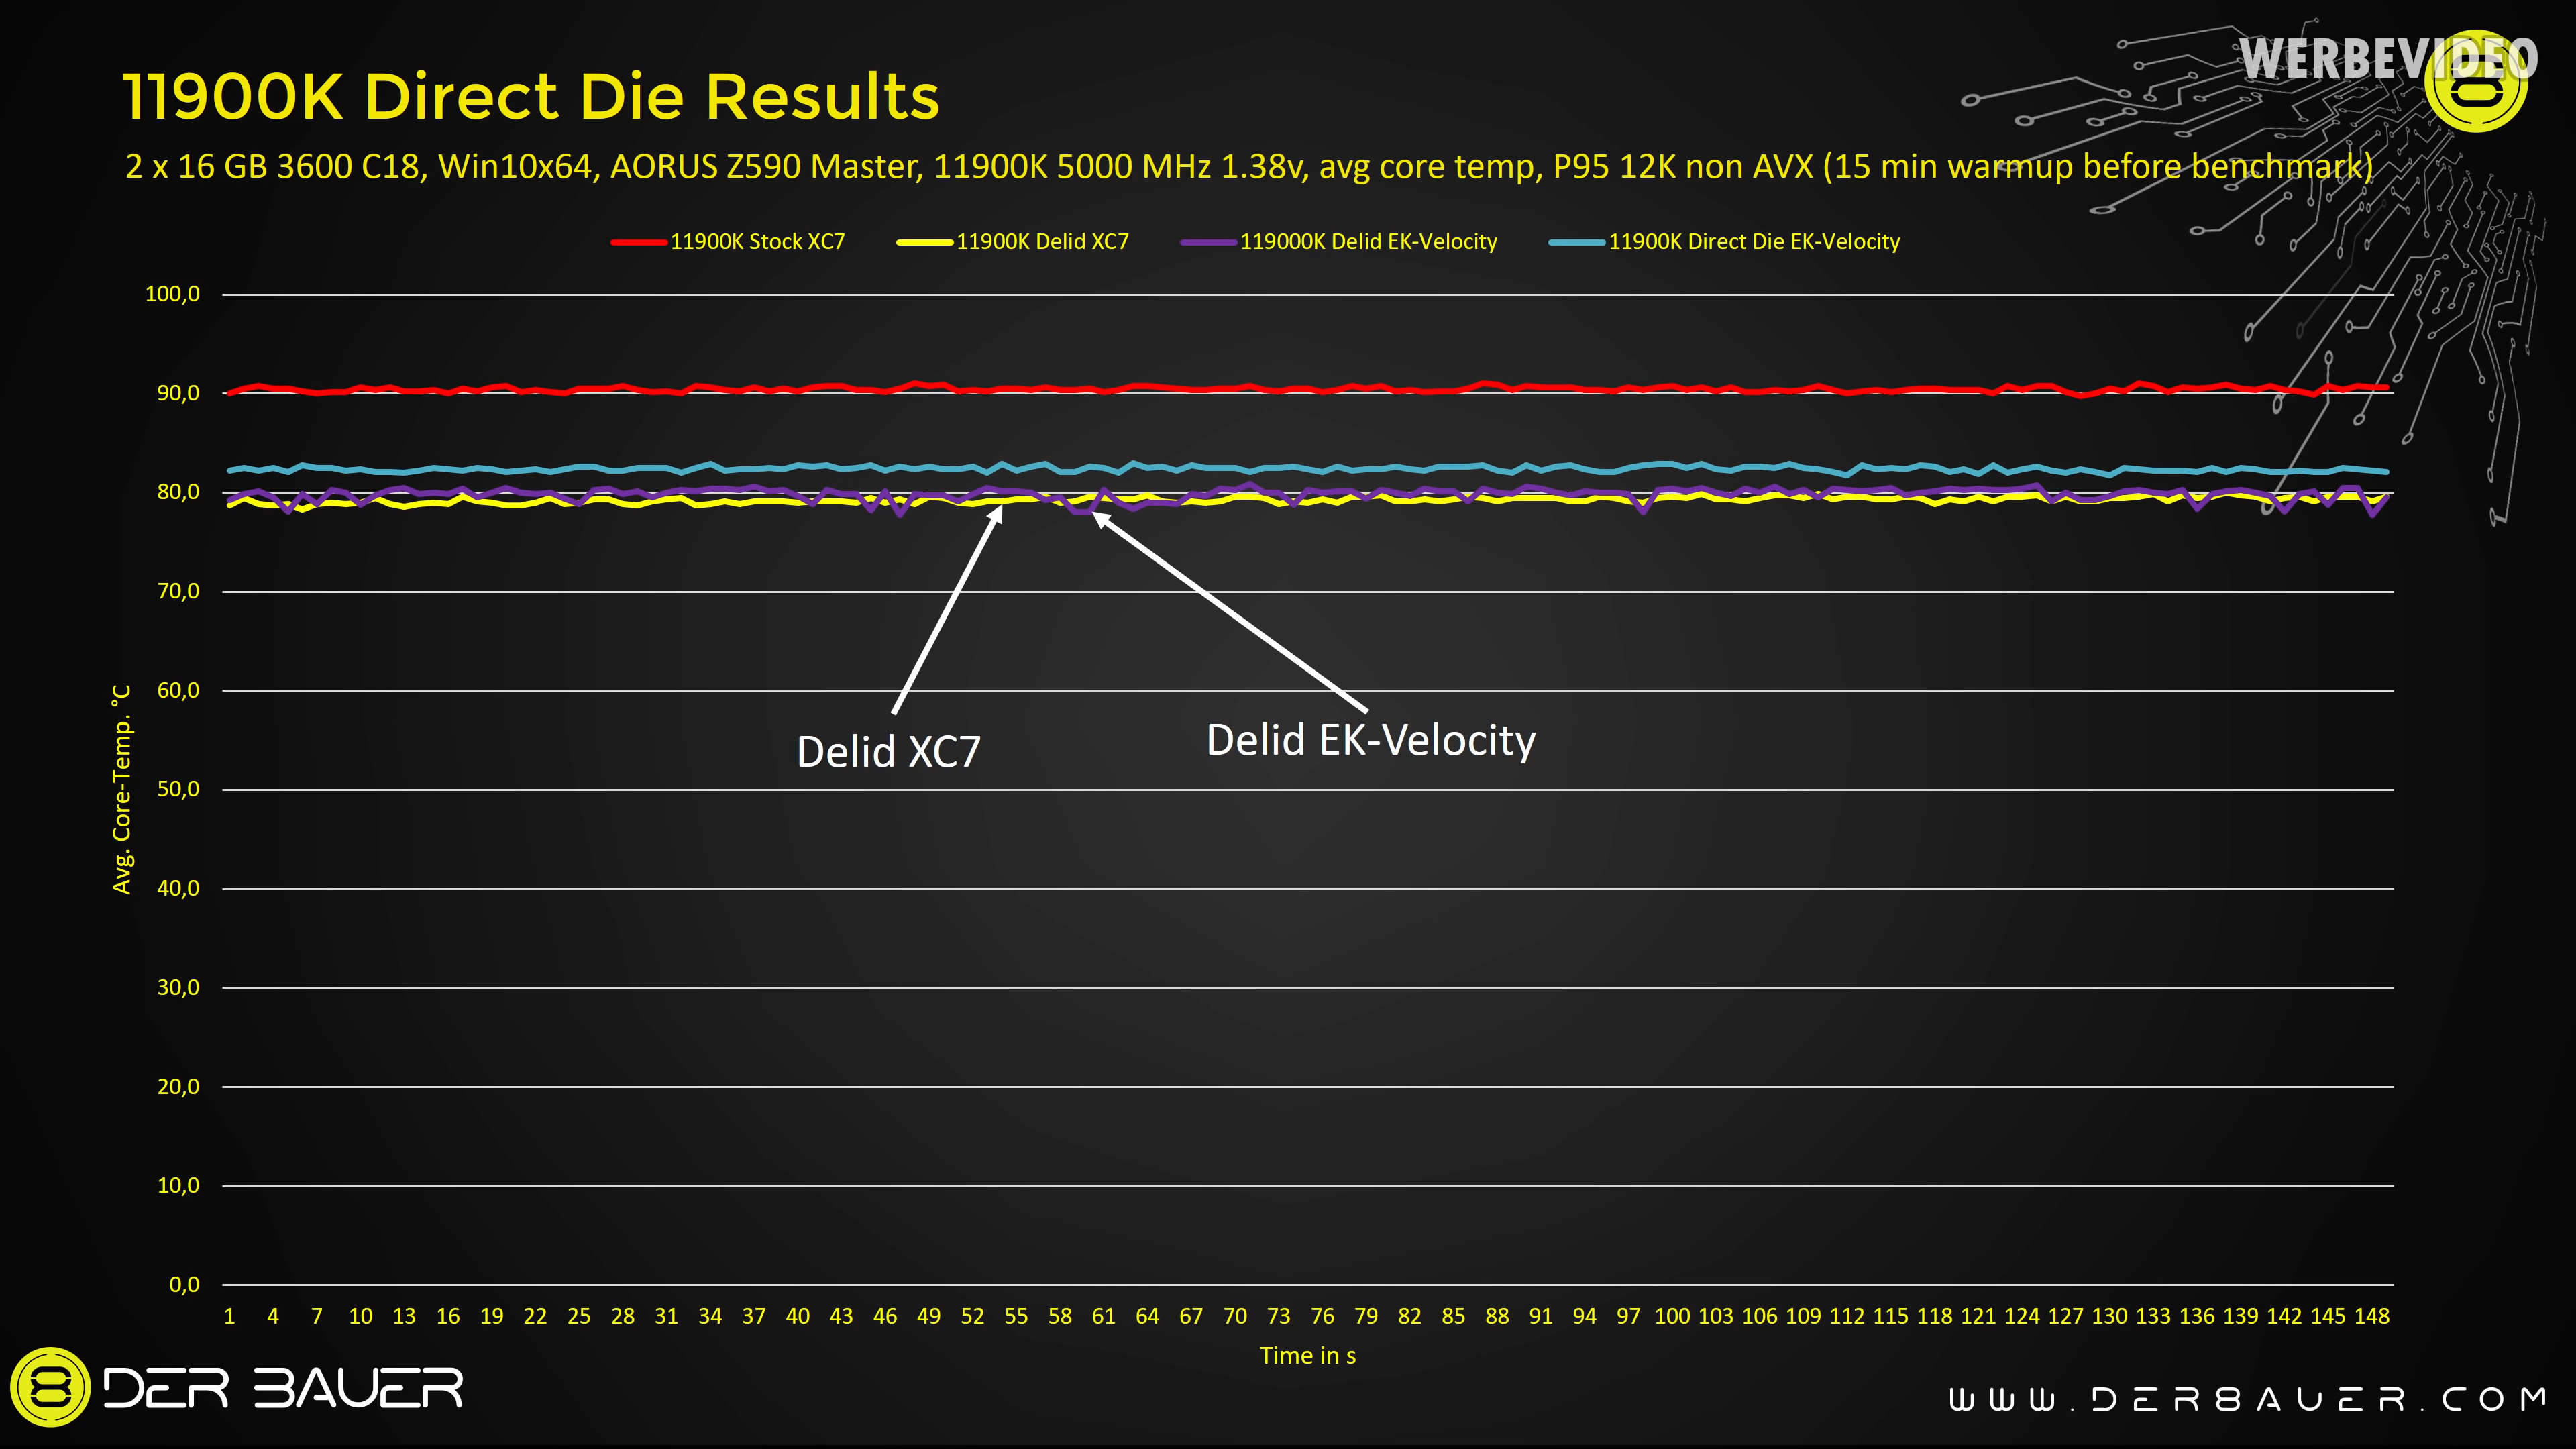 WERBEVIDEO
11900K Direct Die Results
2 x 16 GB 3600 C18, Win10x64, AORUS Z590 Master, 11900K 5000 MHz 1.38v, avg core temp, P95 12K non AVX (15 min warmup before benchmark)
11900K Stock XC7 11900K Delid XC7 119000K Delid EK-Velocity 11900K Direct Die EK-Velocity
100,0
90,0
80,0
70,0
60,0
50,0
40,0
30,0
20,0
10,0
0,0
Avg. Core-Temp. °C
Delid XC7
Delid EK-Velocity
1 4 7 10 13 16 19 22 25 28 31 34 37 40 43 46 49 52 55 58 61 64 67 70 73 76 79 82 85 88 91 94 97 100 103 106 109 112 115 118 121 124 127 130 133 136 139 142 145 148
Time in s
DER 8AUER
WWW.DER8AUER.COM